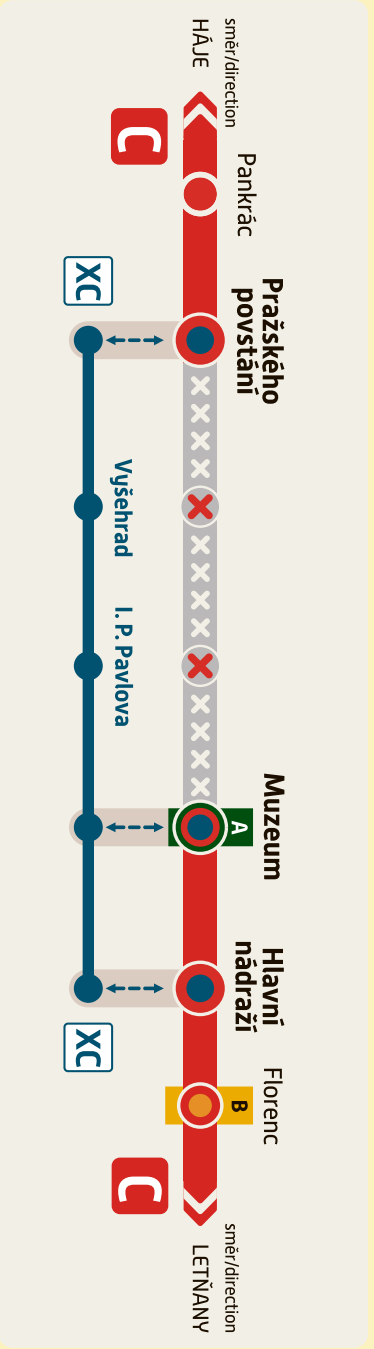 směr/direction
HÁJE
C
Pankrác
Pražského
povstání
XC
Vyšehrad
I. P. Pavlova
Muzeum
A
Hlavní
nádraží
XC
Florenc
B
C
směr/direction
LETŇANY